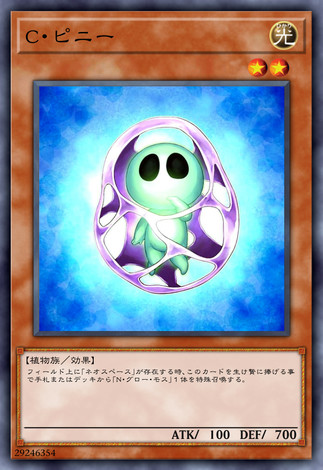 C・ピニー
光
【植物族／効果】
フィールド上に「ネオスペース」が存在する時、このカードを生け贄に捧げる事
で手札またはデッキから「N・グロー・モス」１体を特殊召喚する。
ATK/ 100 DEF/ 700
29246354